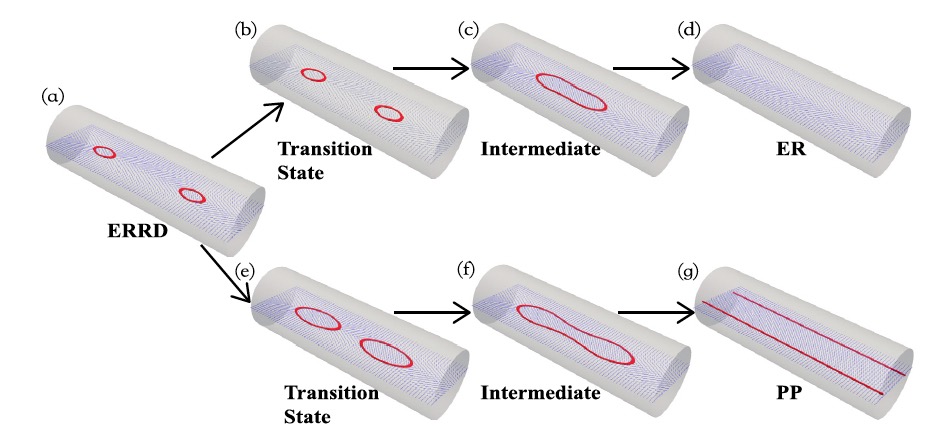 (a)
ERRD
(b)
Transition
State
(c)
Intermediate
(d)
ER
(e)
Transition
State
(f)
Intermediate
(g)
PP